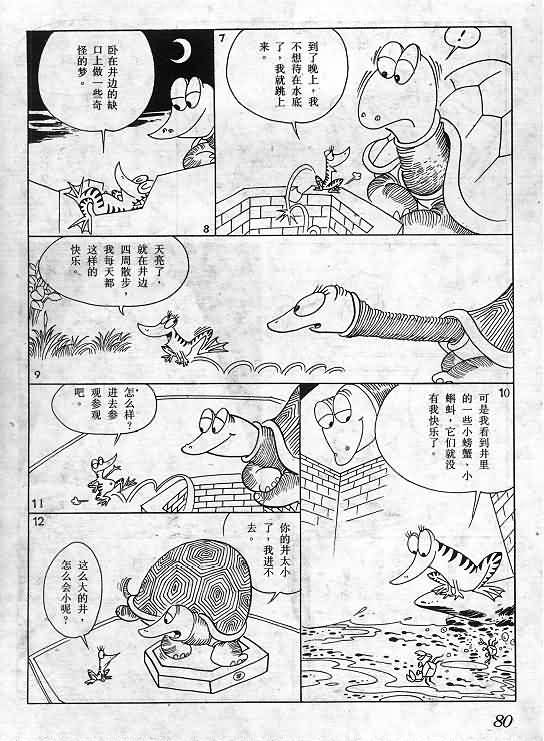 7
到了晚上，我
不想待在水底
了，我就跳上
来。
!
8
卧在井边的缺
口上做一些奇
怪的梦。
9
天亮了，
就在井边
四周散步，
我每天都
这样的
快乐。
10
可是我看到井里
的一些小螃蟹、小
蝌蚪，它们就没
有我快乐了。
11
怎么样？
进去参
观参观
吧。
12
你的井太小
了，我进不
去。
这么大的井，
怎么会小呢？
80